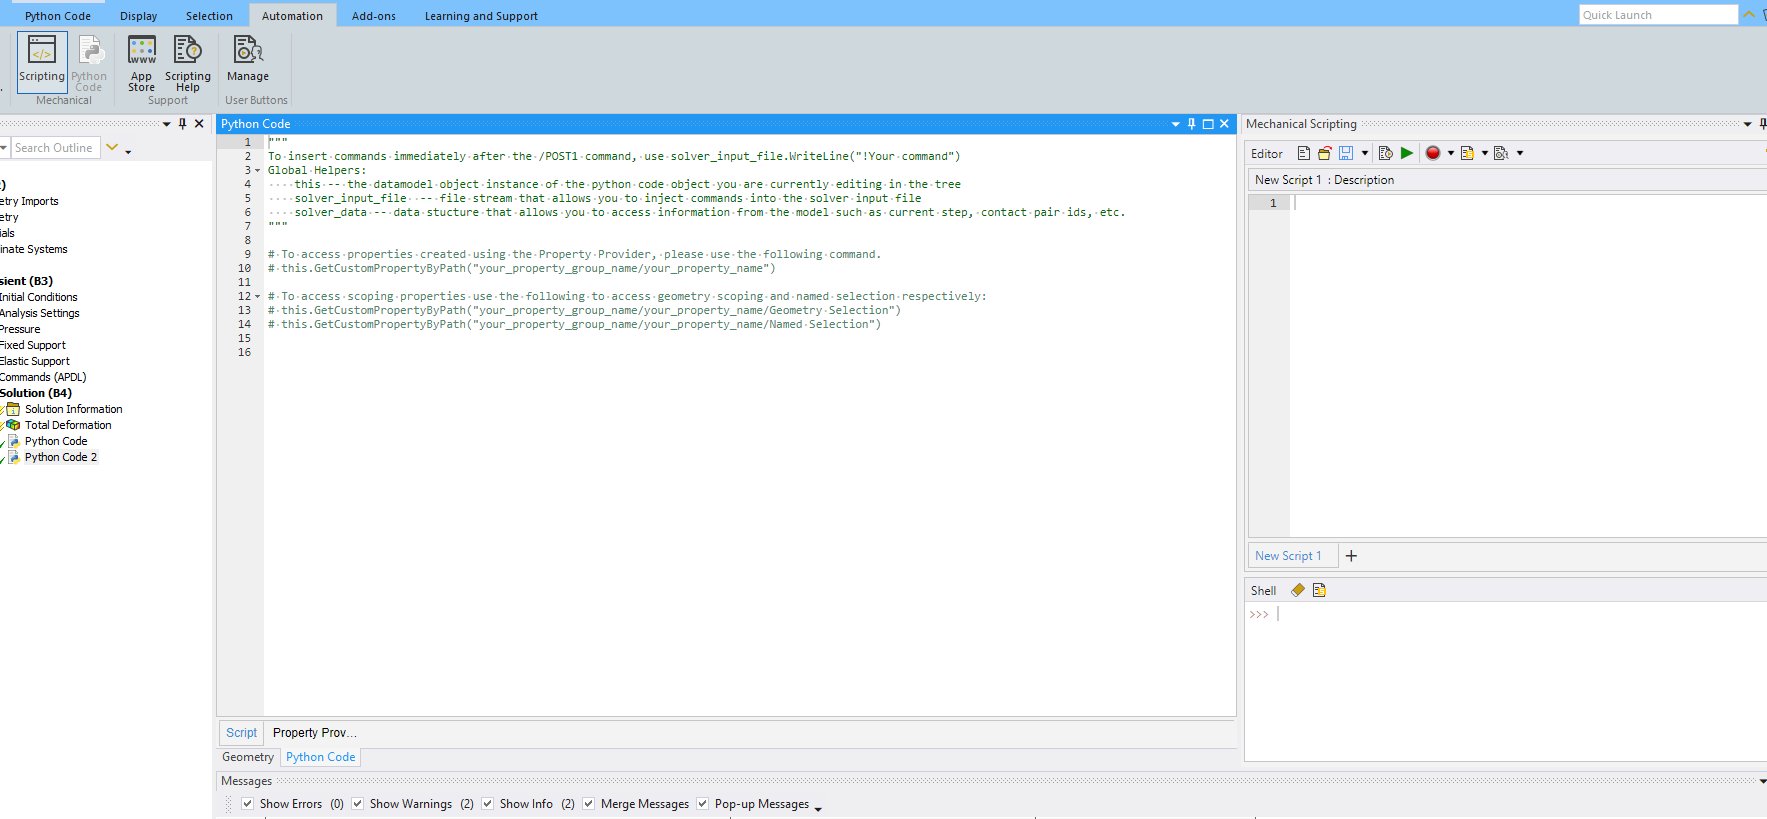 Python Code Display Selection Automation Add-ons Learning and Support Quick Launch
Scripting Python Code App Store Scripting Help Manage
Mechanical Support User Buttons
Search Outline
etry Imports
etry
ials
inate Systems
sient (B3)
Initial Conditions
Analysis Settings
Pressure
Fixed Support
Elastic Support
Commands (APDL)
Solution (B4)
Solution Information
Total Deformation
Python Code
Python Code 2
Python Code
1 """
2 To insert commands immediately after the /POST1 command, use solver_input_file.WriteLine("!Your command")
3 Global Helpers:
4     this -- the datamodel object instance of the python code object you are currently editing in the tree
5     solver_input_file  -- file stream that allows you to inject commands into the solver input file
6     solver_data -- data stucture that allows you to access information from the model such as current step, contact pair ids, etc.
7 """
8
9 # To access properties created using the Property Provider, please use the following command.
10 # this.GetCustomPropertyByPath("your_property_group_name/your_property_name")
11
12 # To access scoping properties use the following to access geometry scoping and named selection respectively:
13 # this.GetCustomPropertyByPath("your_property_group_name/your_property_name/Geometry Selection")
14 # this.GetCustomPropertyByPath("your_property_group_name/your_property_name/Named Selection")
15
16
Script Property Prov...
Geometry Python Code
Mechanical Scripting
Editor
New Script 1 : Description
1
New Script 1 +
Shell
>>>
Messages
Show Errors (0) Show Warnings (2) Show Info (2) Merge Messages Pop-up Messages